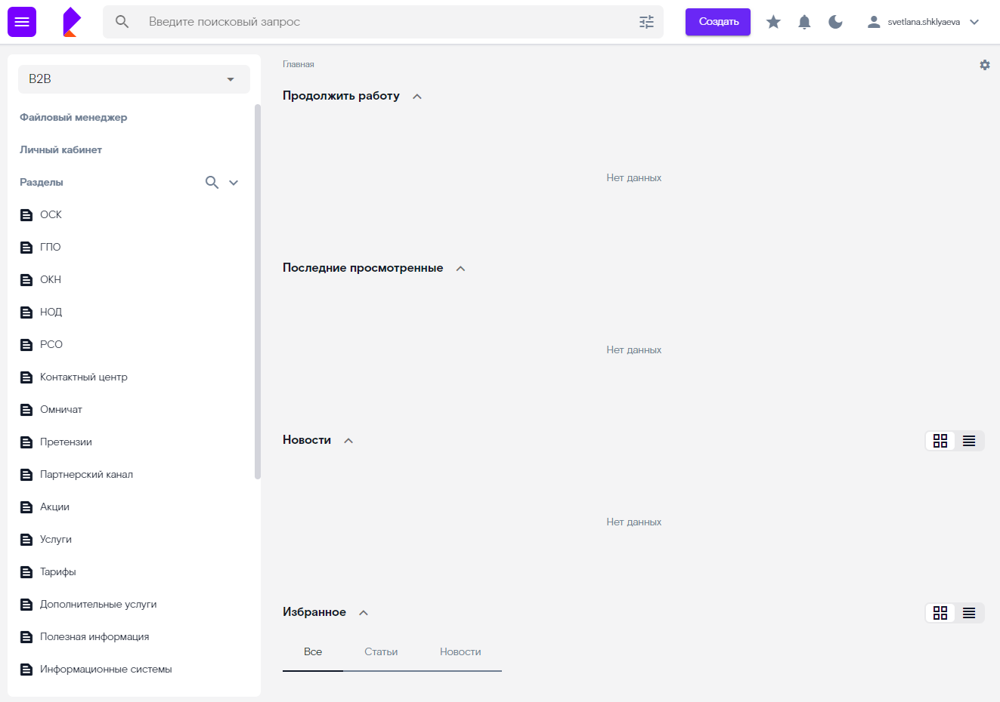 Введите поисковый запрос
Создать
svetlana.shklyaeva
B2B
Файловый менеджер
Личный кабинет
Разделы
ОСК
ГПО
ОКН
НОД
РСО
Контактный центр
Омничат
Претензии
Партнерский канал
Акции
Услуги
Тарифы
Дополнительные услуги
Полезная информация
Информационные системы
Главная
Продолжить работу
Нет данных
Последние просмотренные
Нет данных
Новости
Нет данных
Избранное
Все Статьи Новости